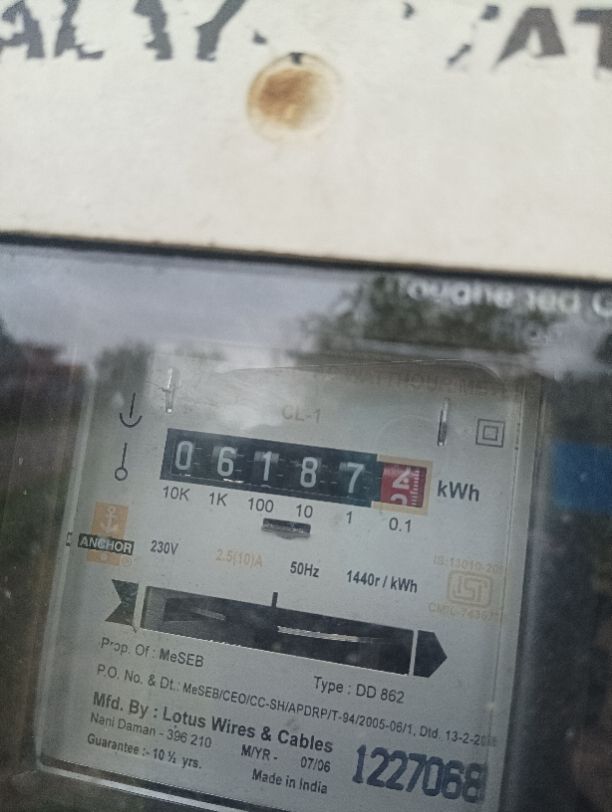 CL-1
0 6 1 8 7
kWh
10K 1K 100 10 1 0.1
ANCHOR
230V 2.5(10)A 50Hz 1440r / kWh
Prop. Of : MeSEB
Type : DD 862
P.O. No. & Dt.: MeSEB/CEO/CC-SH/APDRP/T-94/2005-06/1, Dtd. 13-2-
Mfd. By : Lotus Wires & Cables
Nani Daman - 396 210 M/YR - 07/06
Guarantee :- 10 ½ yrs. Made in India
1227068